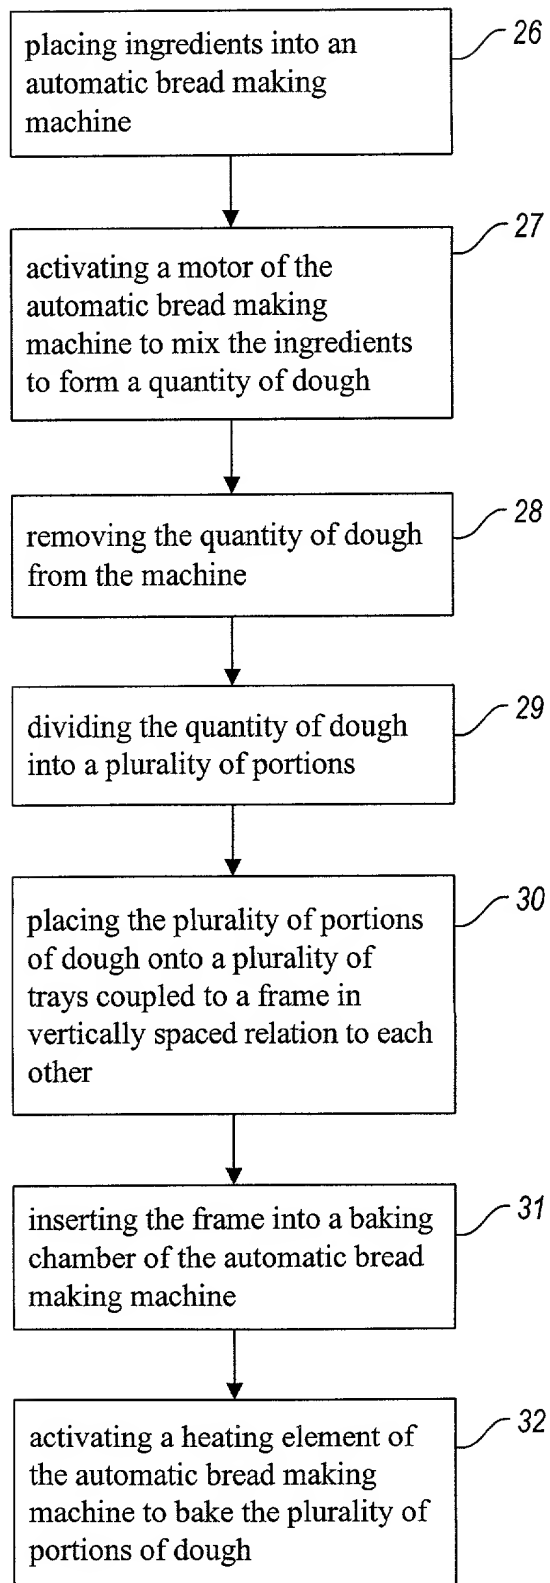 26
placing ingredients into an
automatic bread making
machine
27
activating a motor of the
automatic bread making
machine to mix the ingredients
to form a quantity of dough
28
removing the quantity of dough
from the machine
29
dividing the quantity of dough
into a plurality of portions
30
placing the plurality of portions
of dough onto a plurality of
trays coupled to a frame in
vertically spaced relation to each
other
31
inserting the frame into a baking
chamber of the automatic bread
making machine
32
activating a heating element of
the automatic bread making
machine to bake the plurality of
portions of dough